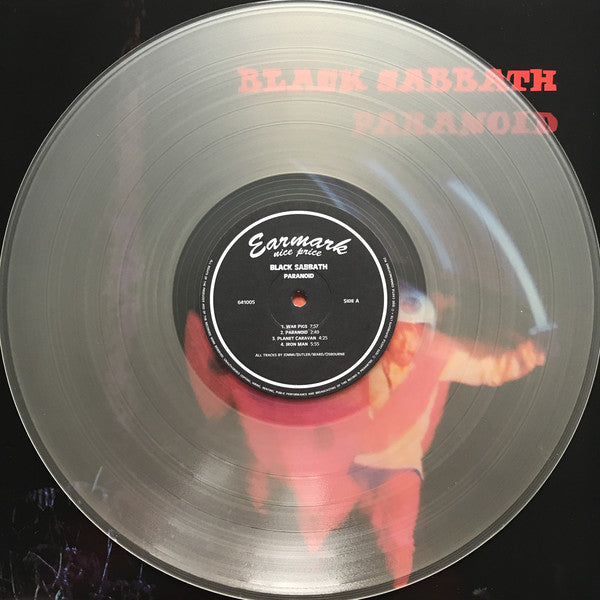 BLACK SABBATH
PARANOID
Earmark
nice price
BLACK SABBATH
PARANOID
641005
SIDE A
1. WAR PIGS 7:57
2. PARANOID 2:49
3. PLANET CARAVAN 4:25
4. IRON MAN 5:55
ALL TRACKS BY IOMMI/BUTLER/WARD/OSBOURNE